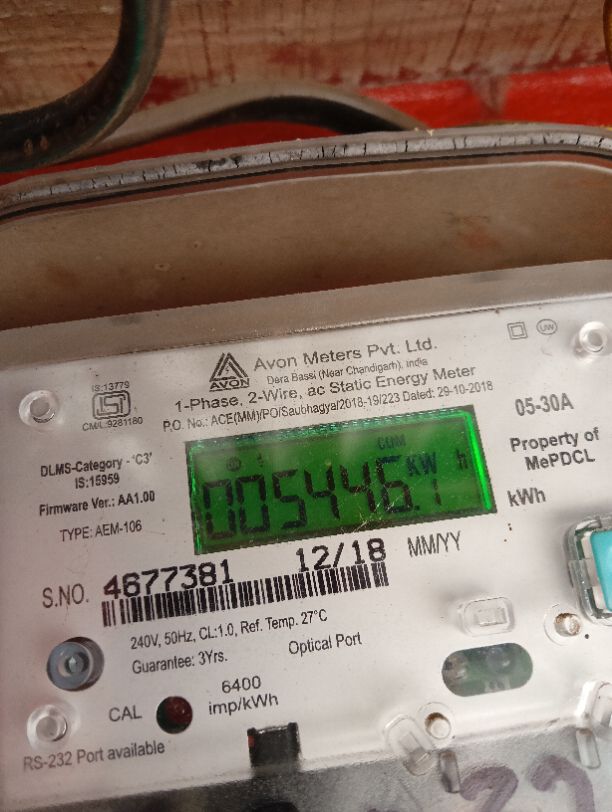 AVON
Avon Meters Pvt. Ltd.
Dera Bassi (Near Chandigarh), India
1-Phase, 2-Wire, ac Static Energy Meter
P.O. No.: ACE(MM)/PO/Saubhagya/2018-19/223 Dated: 29-10-2018
UW
IS:13779
CM/L:9281180
05-30A
Property of
MePDCL
DLMS-Category - 'C3'
IS:15959
Firmware Ver.: AA1.00
TYPE: AEM-106
COM
005446.1 KW h
kWh
S.NO. 4677381 12/18 MM/YY
240V, 50Hz, CL:1.0, Ref. Temp. 27°C
Guarantee: 3Yrs.
Optical Port
CAL
6400
imp/kWh
RS-232 Port available